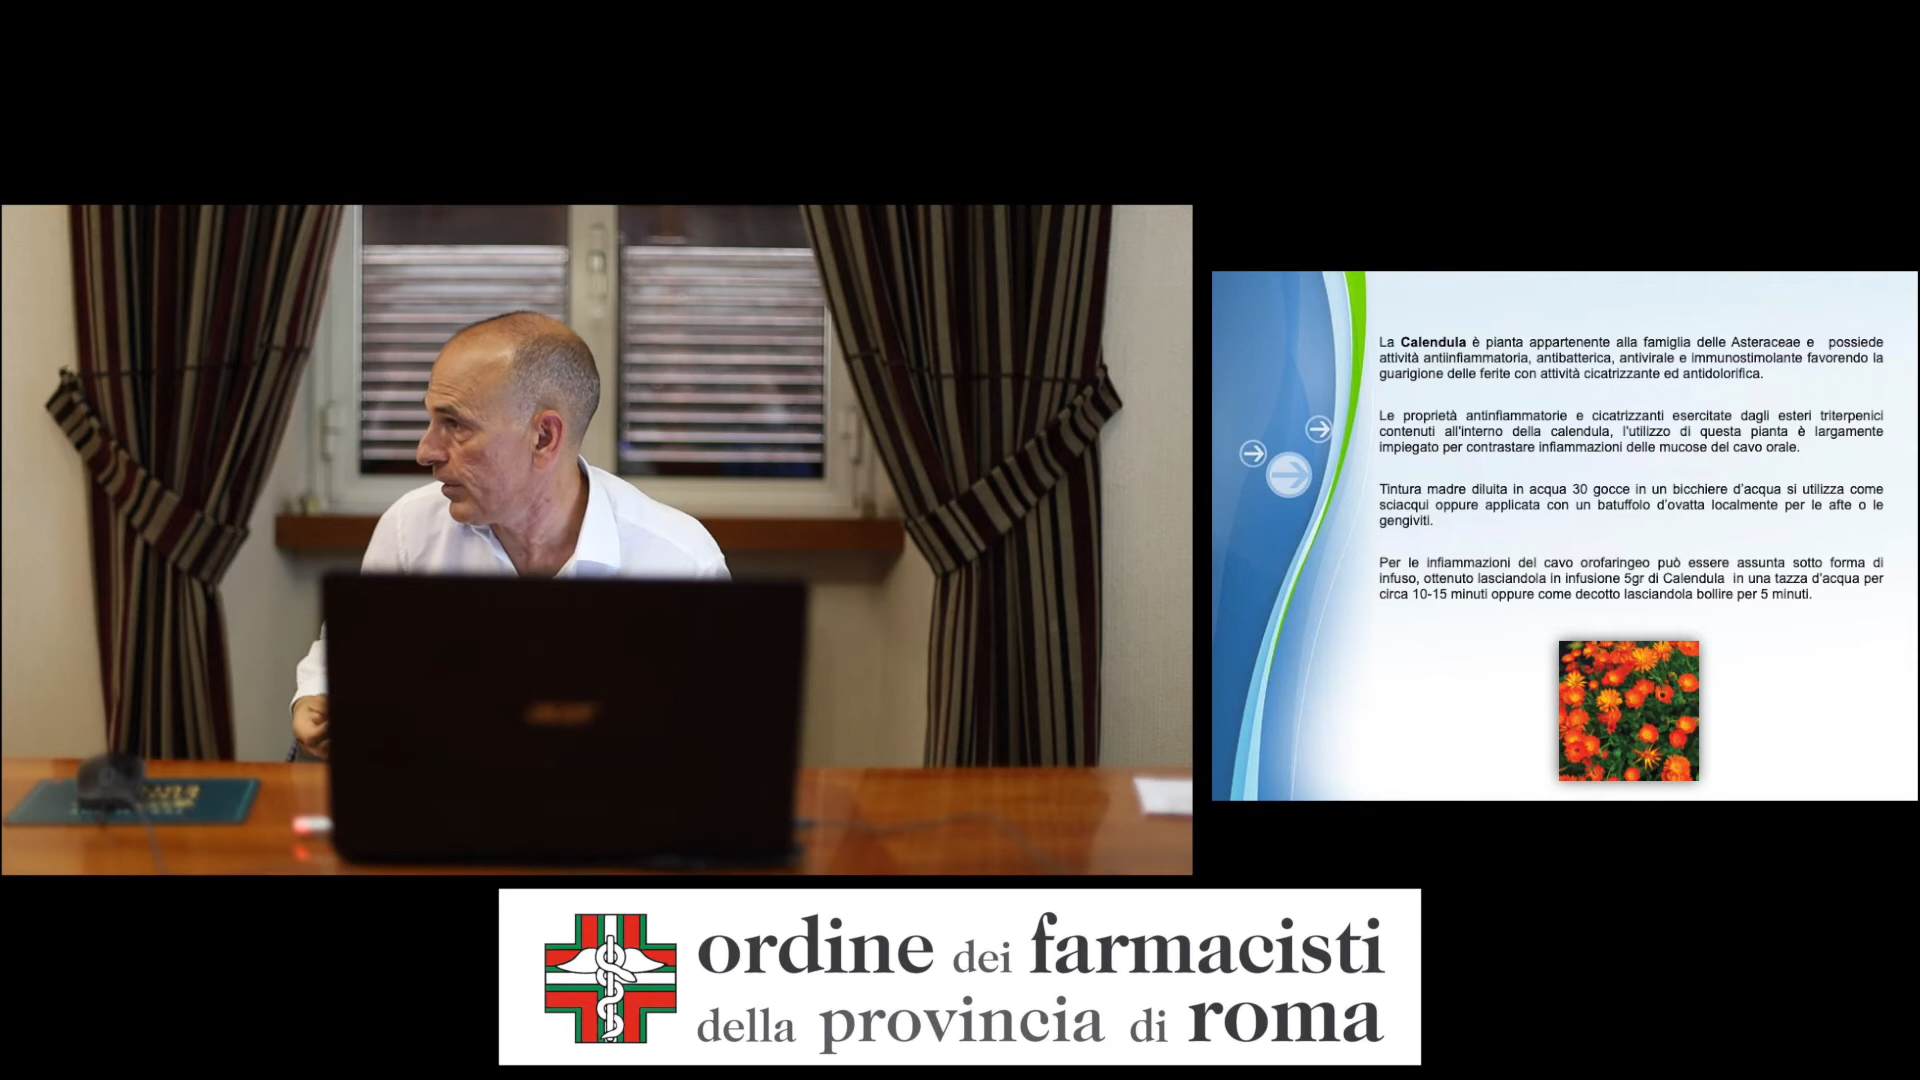 La Calendula è pianta appartenente alla famiglia delle Asteraceae e possiede
attività antiinfiammatoria, antibatterica, antivirale e immunostimolante favorendo la
guarigione delle ferite con attività cicatrizzante ed antidolorifica.
Le proprietà antinfiammatorie e cicatrizzanti esercitate dagli esteri triterpenici
contenuti all'interno della calendula, l'utilizzo di questa pianta è largamente
impiegato per contrastare infiammazioni delle mucose del cavo orale.
Tintura madre diluita in acqua 30 gocce in un bicchiere d'acqua si utilizza come
sciacqui oppure applicata con un batuffolo d'ovatta localmente per le afte o le
gengiviti.
Per le infiammazioni del cavo orofaringeo può essere assunta sotto forma di
infuso, ottenuto lasciandola in infusione 5gr di Calendula in una tazza d'acqua per
circa 10-15 minuti oppure come decotto lasciandola bollire per 5 minuti.
acer
ordine dei farmacisti
della provincia di roma